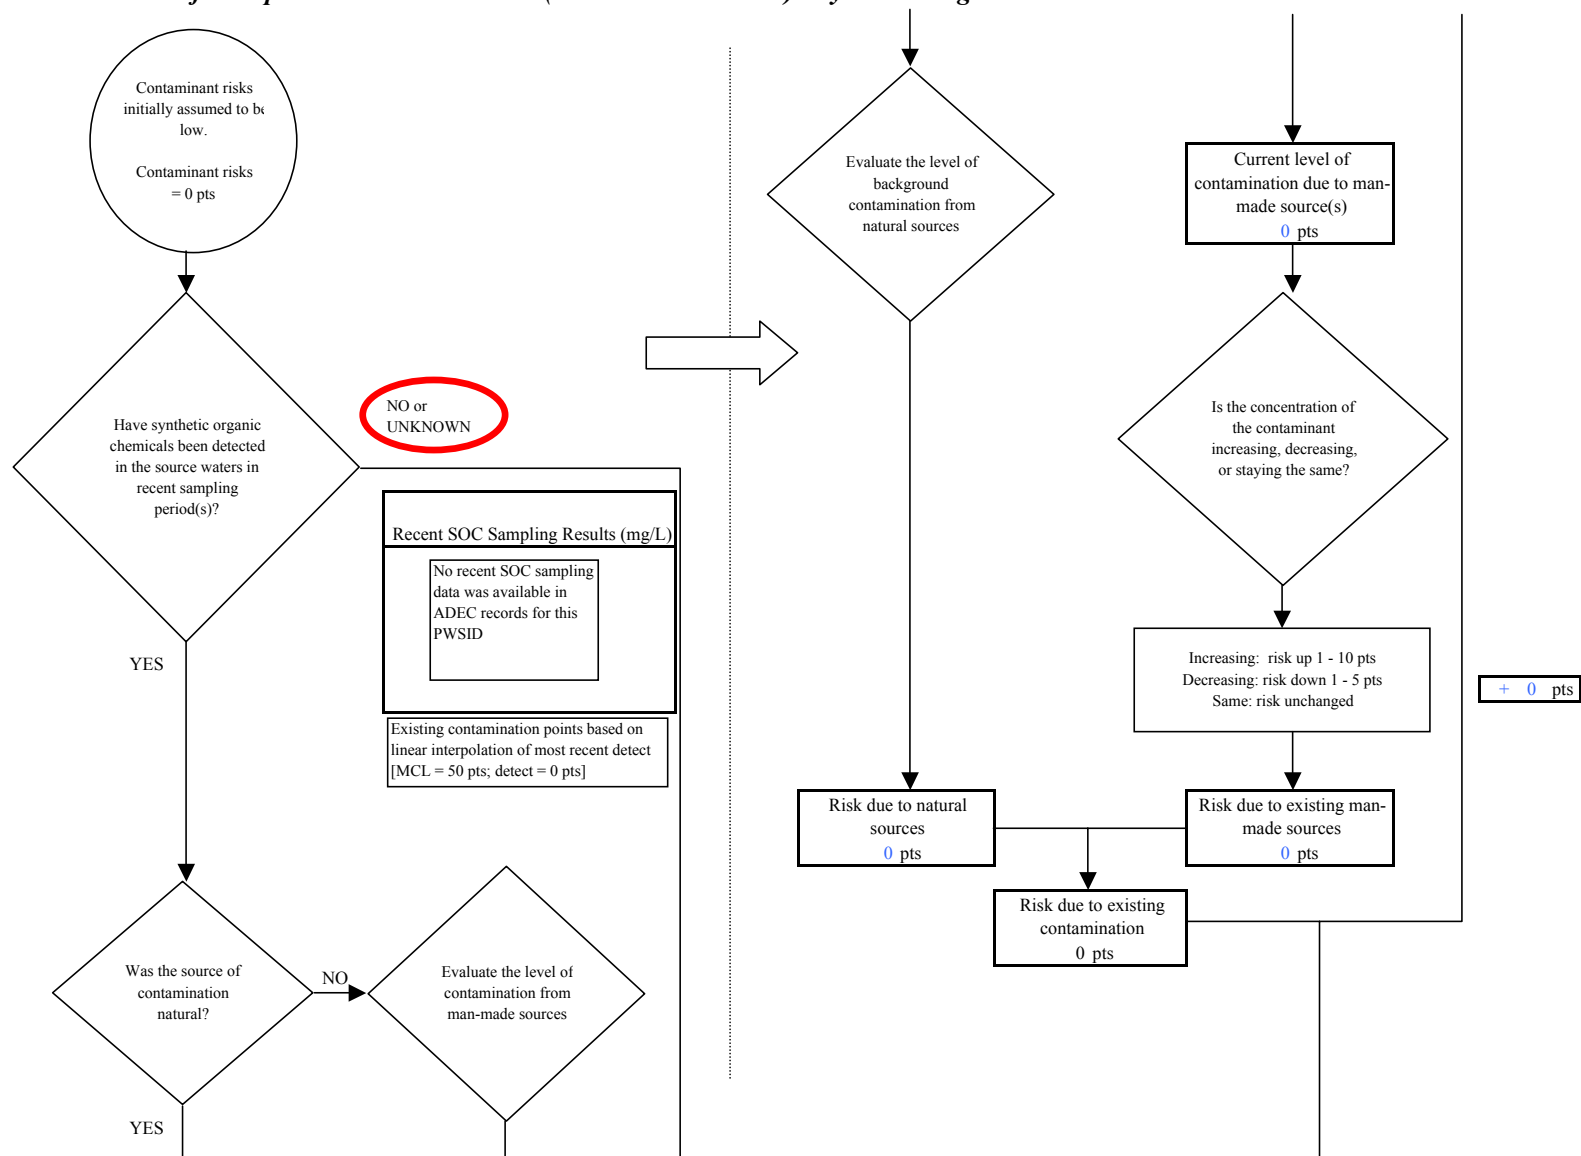 Contaminant risks
initially assumed to be
low.
Contaminant risks
= 0 pts
Have synthetic organic
chemicals been detected
in the source waters in
recent sampling
period(s)?
NO or
UNKNOWN
Recent SOC Sampling Results (mg/L)
No recent SOC sampling
data was available in
ADEC records for this
PWSID
YES
Existing contamination points based on
linear interpolation of most recent detect
[MCL = 50 pts; detect = 0 pts]
Was the source of
contamination
natural?
NO
Evaluate the level of
contamination from
man-made sources
YES
Evaluate the level of
background
contamination from
natural sources
Current level of
contamination due to man-
made source(s)
0 pts
Is the concentration of
the contaminant
increasing, decreasing,
or staying the same?
Increasing: risk up 1 - 10 pts
Decreasing: risk down 1 - 5 pts
Same: risk unchanged
+ 0 pts
Risk due to natural
sources
0 pts
Risk due to existing man-
made sources
0 pts
Risk due to existing
contamination
0 pts